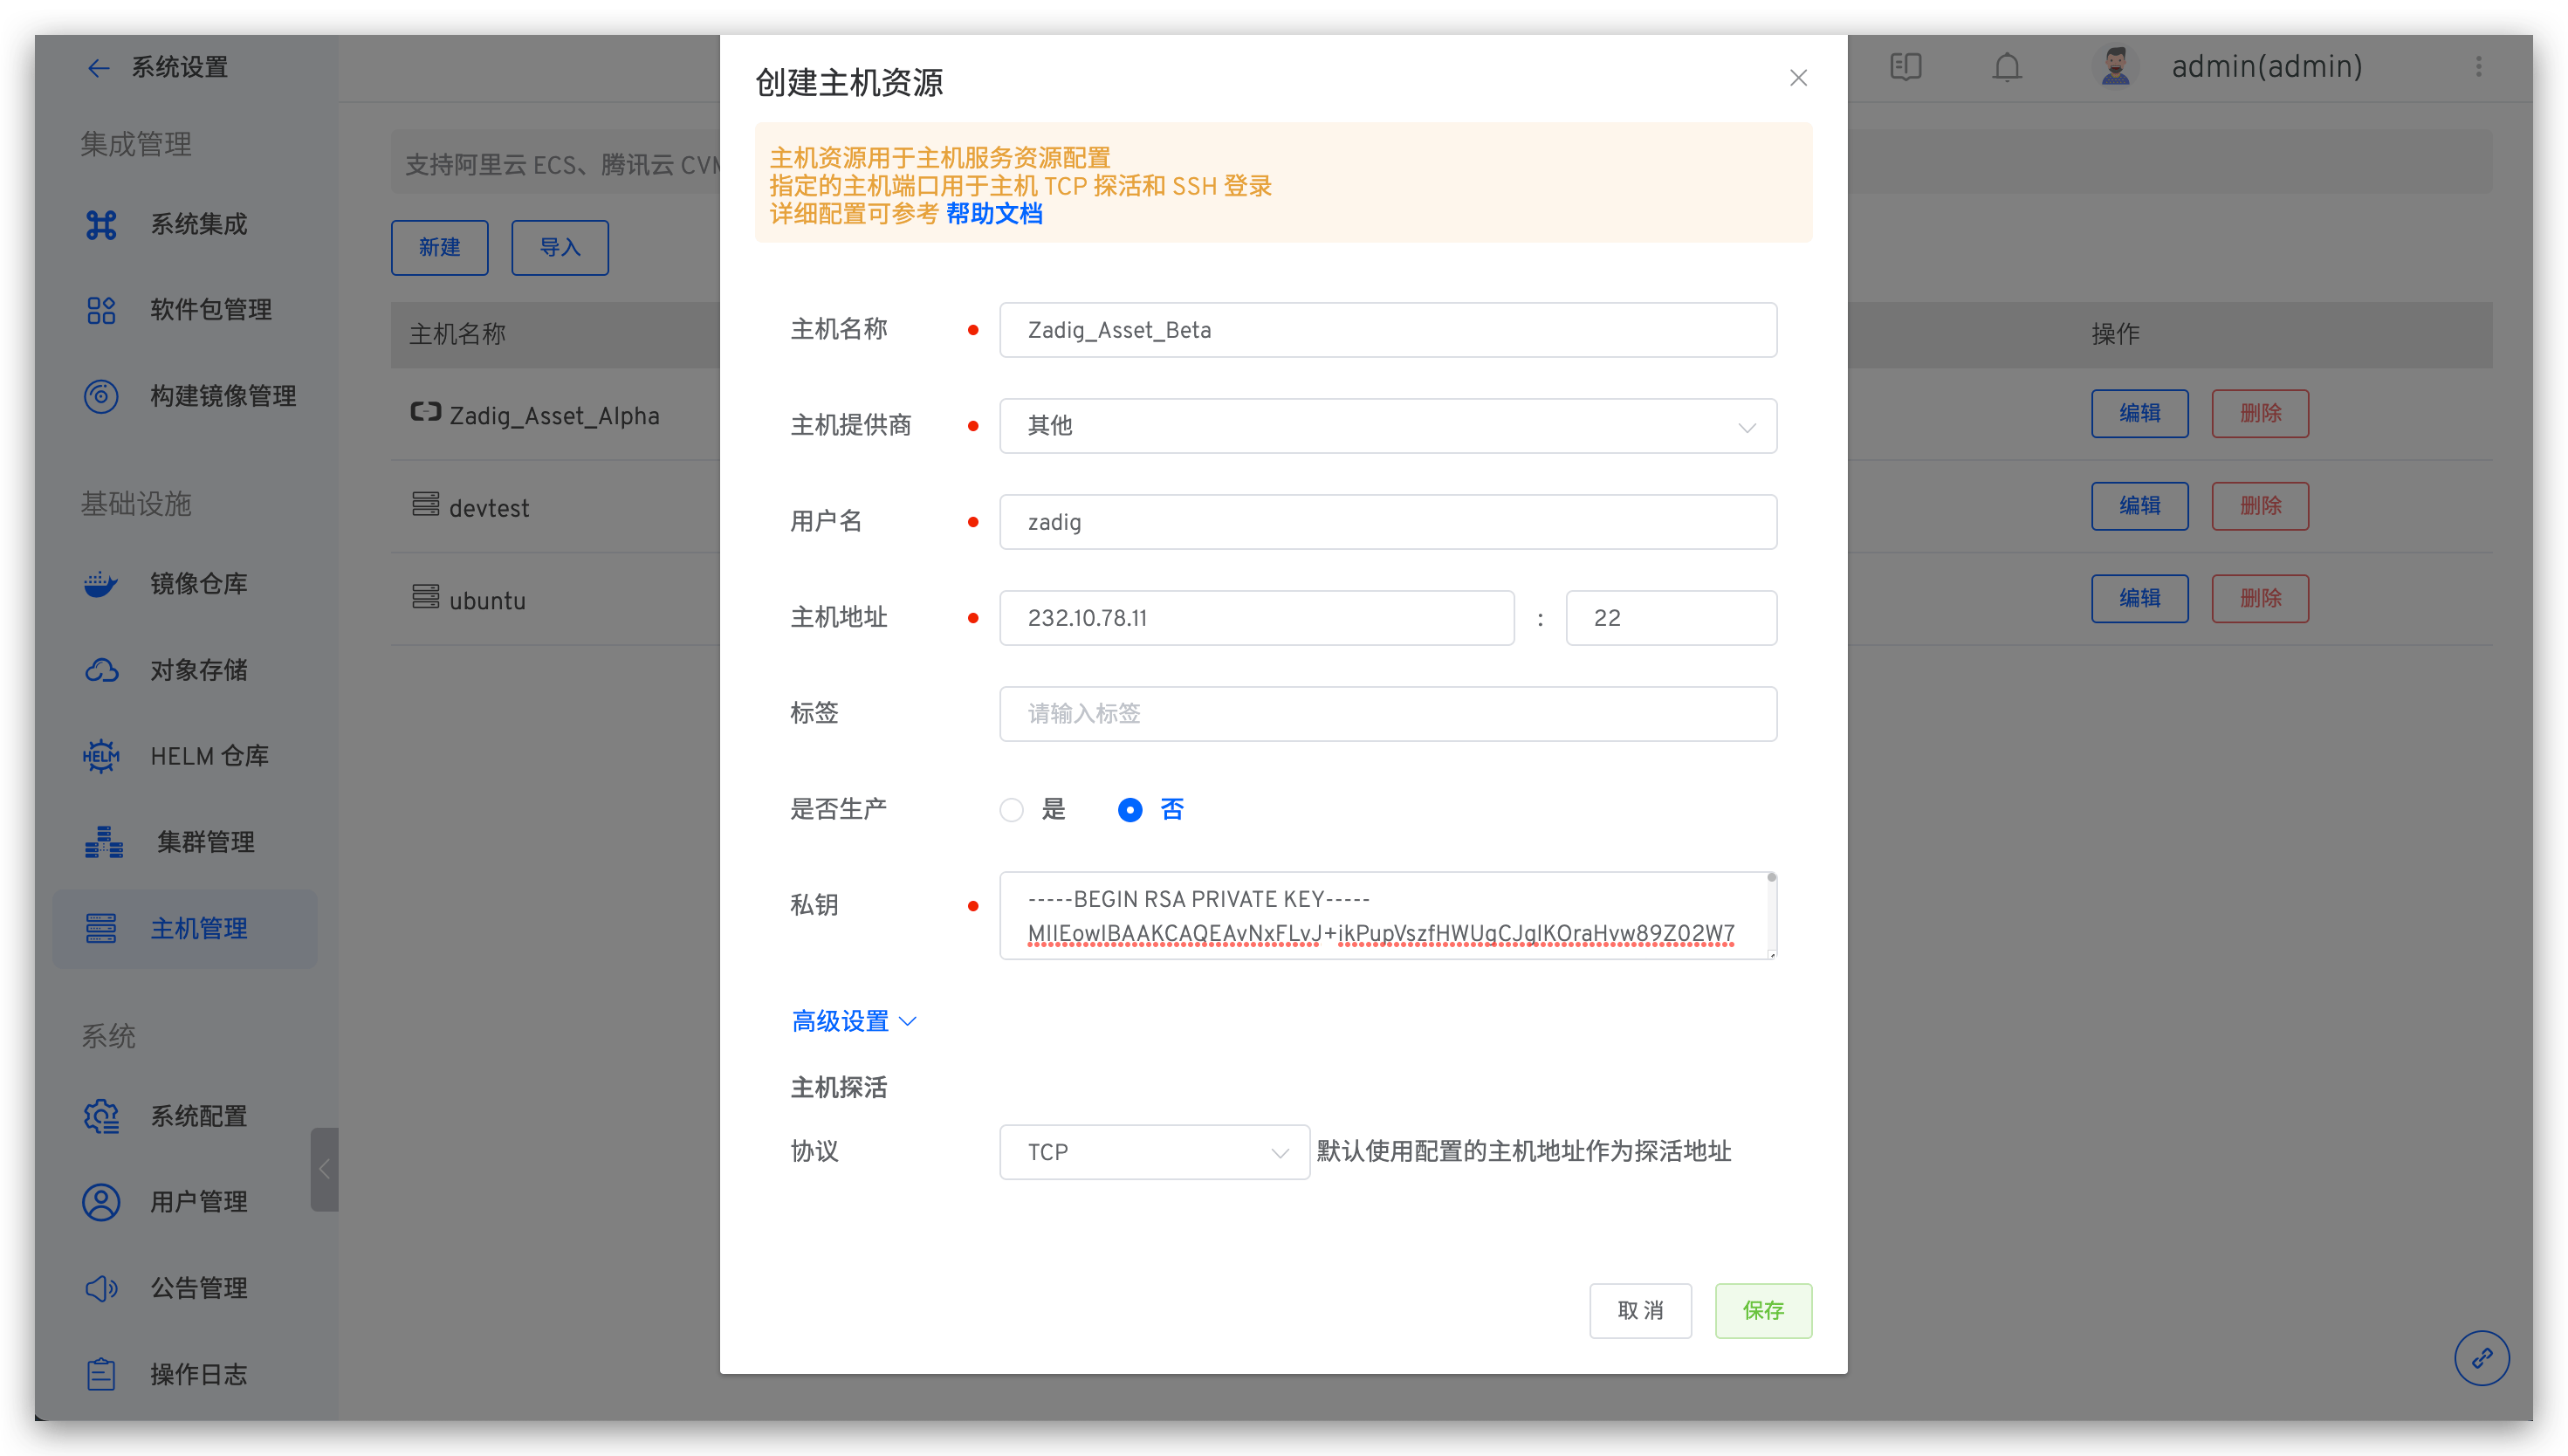 系统设置
集成管理
系统集成
软件包管理
构建镜像管理
基础设施
镜像仓库
对象存储
HELM 仓库
集群管理
主机管理
系统
系统配置
用户管理
公告管理
操作日志
admin(admin)
支持阿里云 ECS、腾讯云 CVM
新建
导入
主机名称
操作
Zadig_Asset_Alpha
编辑
删除
devtest
编辑
删除
ubuntu
编辑
删除
创建主机资源
主机资源用于主机服务资源配置
指定的主机端口用于主机 TCP 探活和 SSH 登录
详细配置可参考 帮助文档
主机名称
Zadig_Asset_Beta
主机提供商
其他
用户名
zadig
主机地址
232.10.78.11 : 22
标签
请输入标签
是否生产
是
否
私钥
-----BEGIN RSA PRIVATE KEY-----
MIIEowIBAAKCAQEAvNxFLvJ+ikPupVszfHWUgCJgIKOraHvw89Z02W7
高级设置
主机探活
协议
TCP
默认使用配置的主机地址作为探活地址
取 消
保存